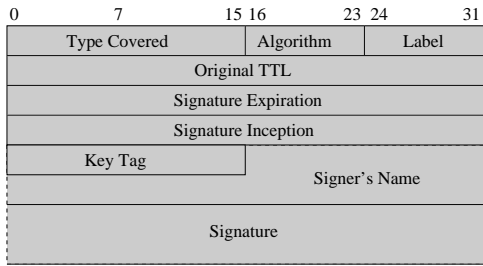 0 7 15 16 23 24 31
Type Covered Algorithm Label
Original TTL
Signature Expiration
Signature Inception
Key Tag
Signer's Name
Signature